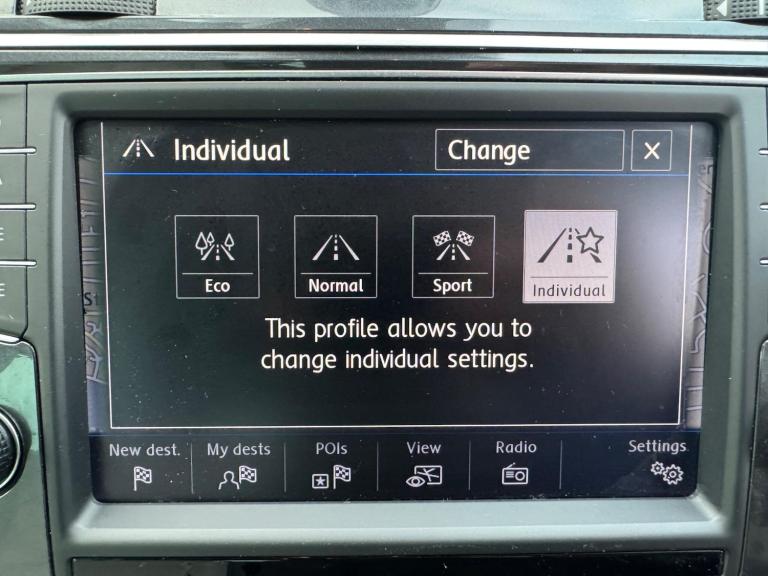 Individual
Change
X
Eco
Normal
Sport
Individual
This profile allows you to
change individual settings.
New dest.
My dests
POIs
View
Radio
Settings